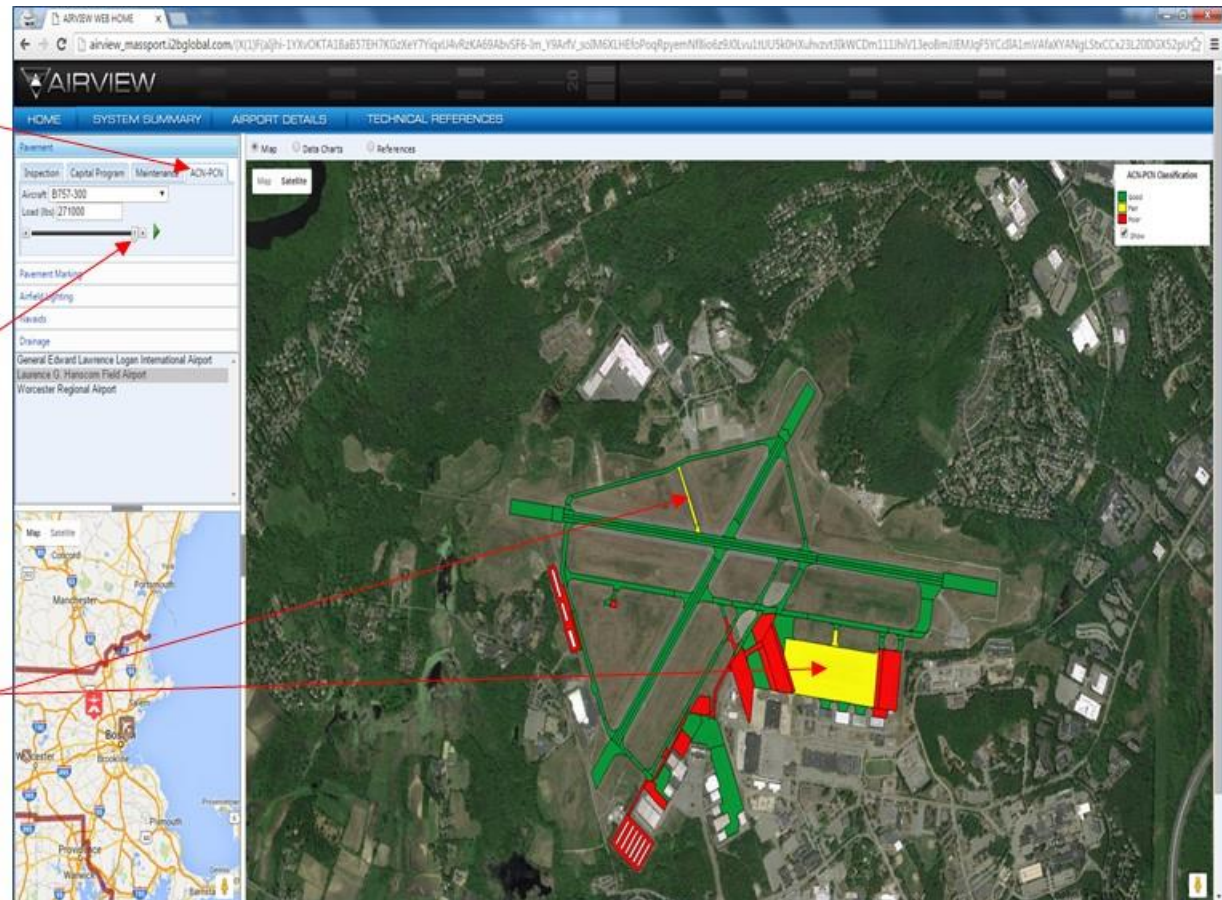 AIRVIEW WEB HOME
AIRVIEW
20
HOME SYSTEM SUMMARY AIRPORT DETAILS TECHNICAL REFERENCES
Pavement
Map Data Charts References
Inspection Capital Program Maintenance ACN-PCN
Aircraft B757-300
Load (lbs) 271000
Map Satellite
ACN-PCN Classification
Good
Fair
Poor
Show
Pavement Marking
Airfield Lighting
Navaids
Drainage
General Edward Lawrence Logan International Airport
Laurence G. Hanscom Field Airport
Worcester Regional Airport
Map Satellite
Concord
Portsmouth
Manchester
Salem
Boston
Brookline
Worcester
Plymouth
Providence
Warwick